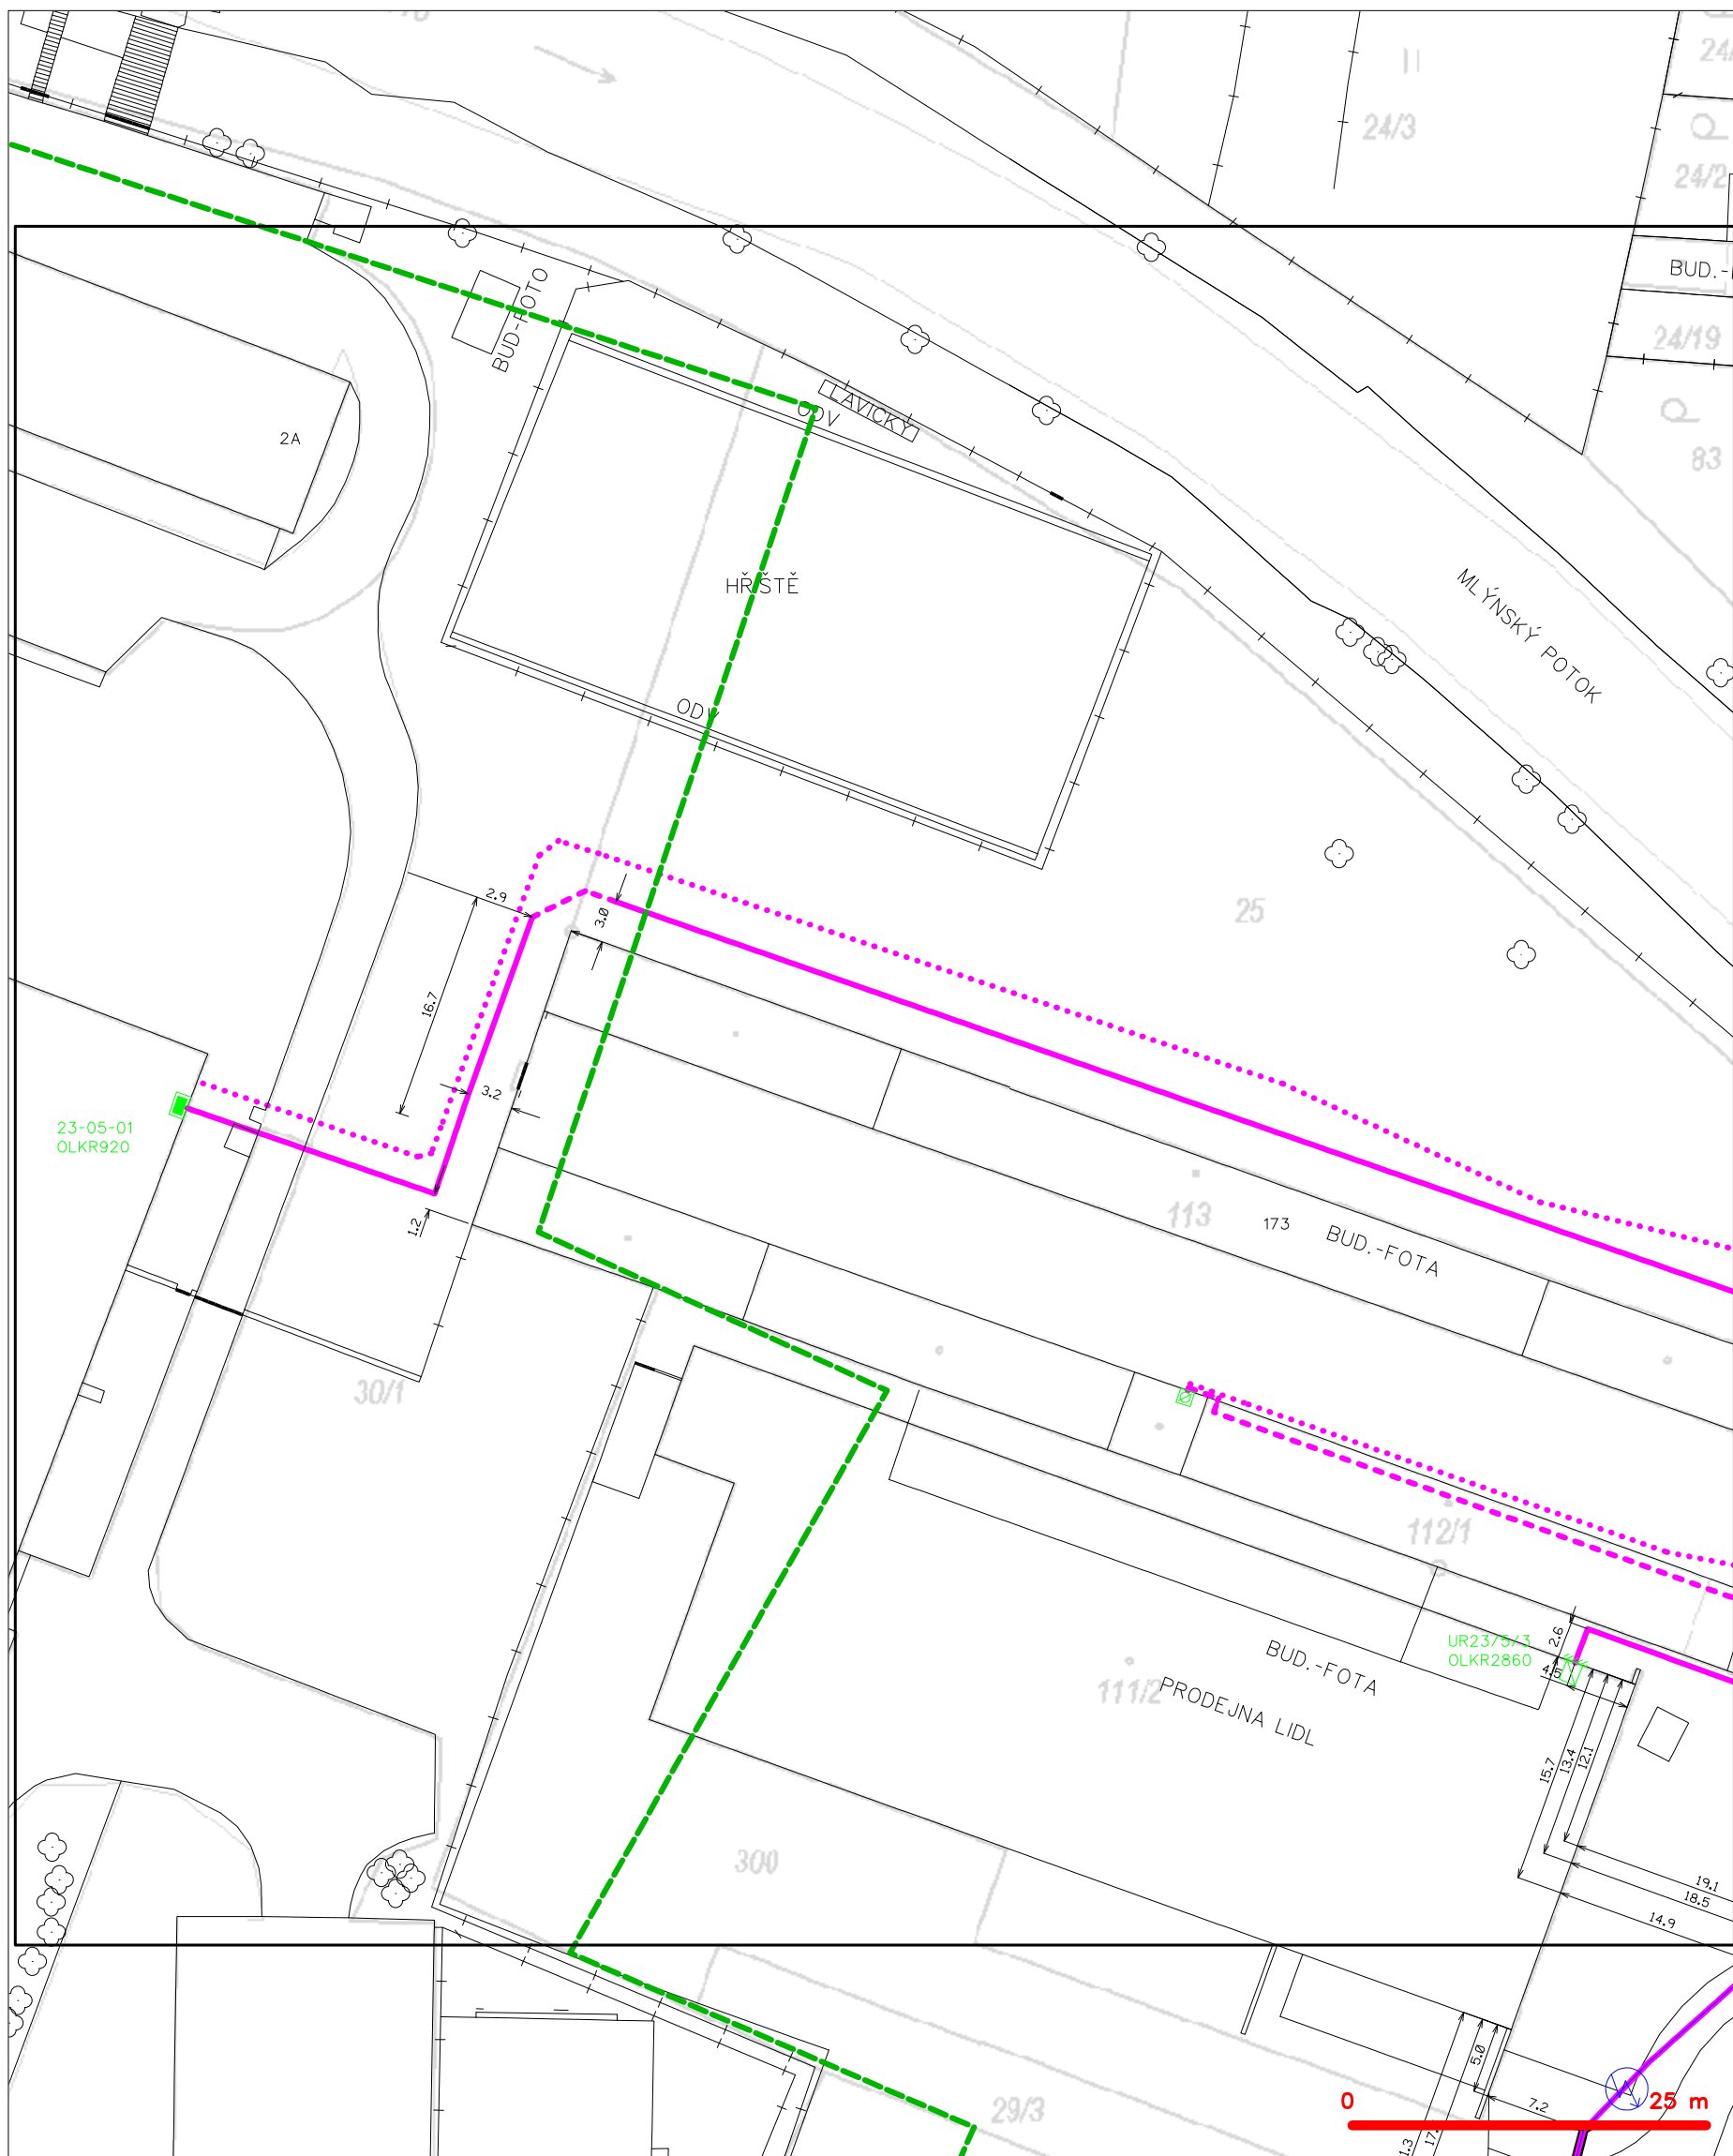 24/3
24/2
BUD.-
24/19
83
BUD-FOTO
ODV
LAVIČKY
2A
HŘIŠTĚ
MLÝNSKÝ POTOK
ODV
25
2.9
3.0
16.7
3.2
23-05-01
OLKR920
1.2
113
173
BUD.-FOTA
30/1
112/1
UR23/5/3
OLKR2860
2.6
4.5
BUD.-FOTA
111/2
PRODEJNA LIDL
15.7
13.4
12.1
300
19.1
18.5
14.9
5.0
29/3
0
25 m
7.2
1.3
17.